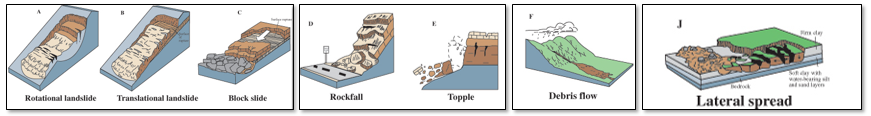 A
B
C
Rotational landslide
Translational landslide
Block slide
D
E
Rockfall
Topple
F
Debris flow
J
Firm clay
Soft clay with
water-bearing silt
and sand layers
Bedrock
Lateral spread